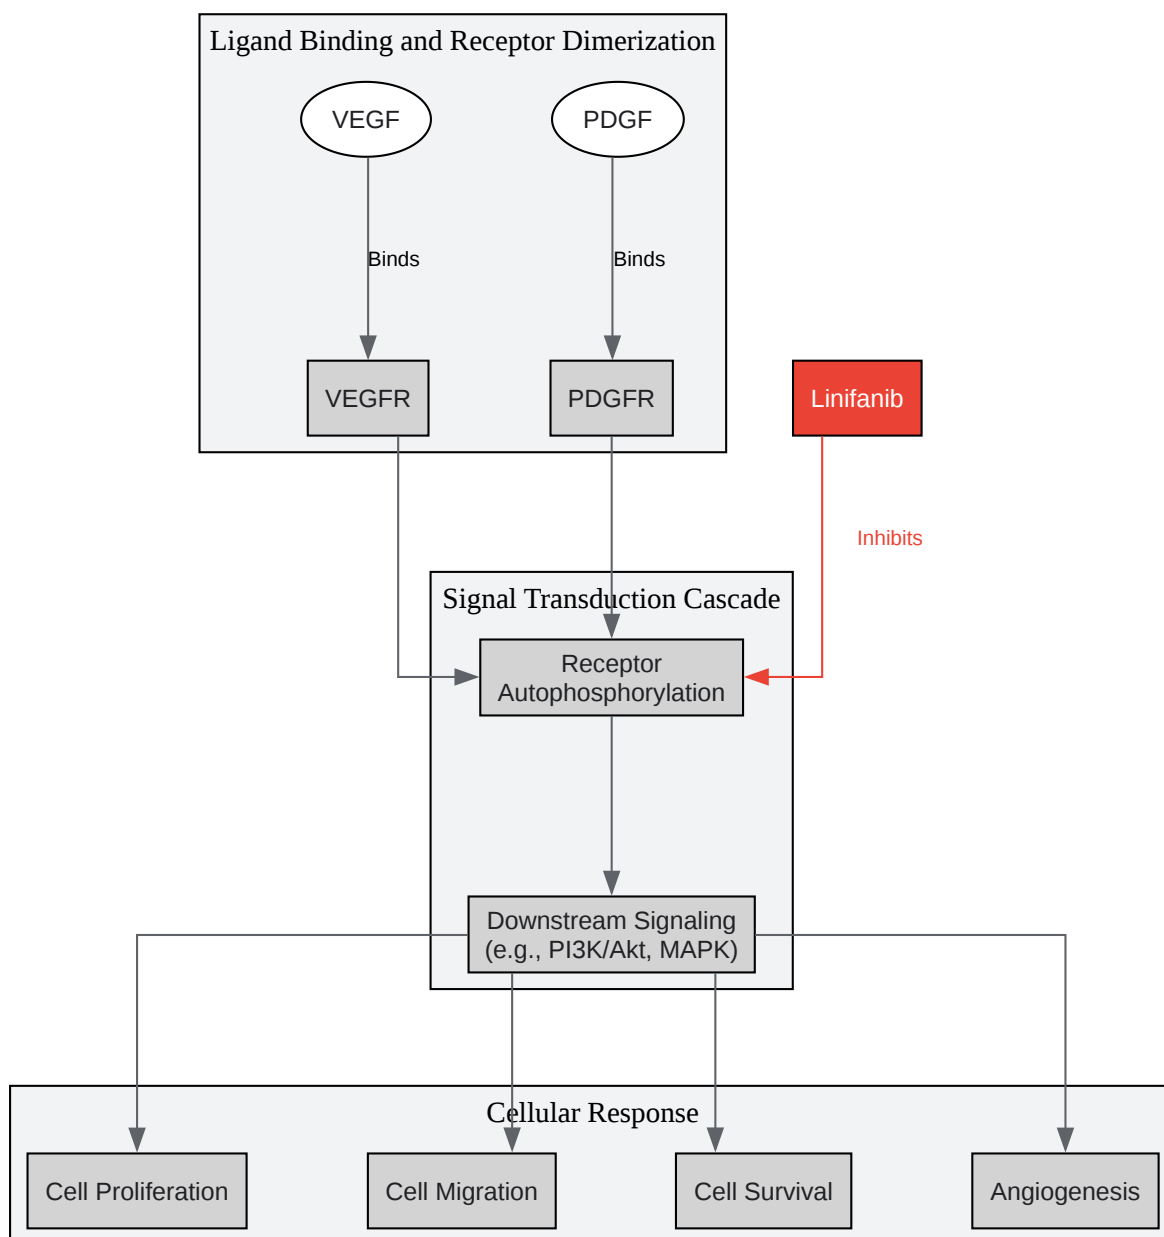 Ligand Binding and Receptor Dimerization
VEGF
PDGF
Binds
Binds
VEGFR
PDGFR
Linifanib
Inhibits
Signal Transduction Cascade
Receptor
Autophosphorylation
Downstream Signaling
(e.g., PI3K/Akt, MAPK)
Cellular Response
Cell Proliferation
Cell Migration
Cell Survival
Angiogenesis